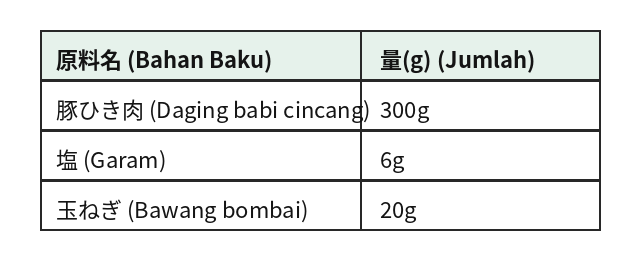 原料名 (Bahan Baku) 量(g) (Jumlah)
豚ひき肉 (Daging babi cincang) 300g
塩 (Garam) 6g
玉ねぎ (Bawang bombai) 20g